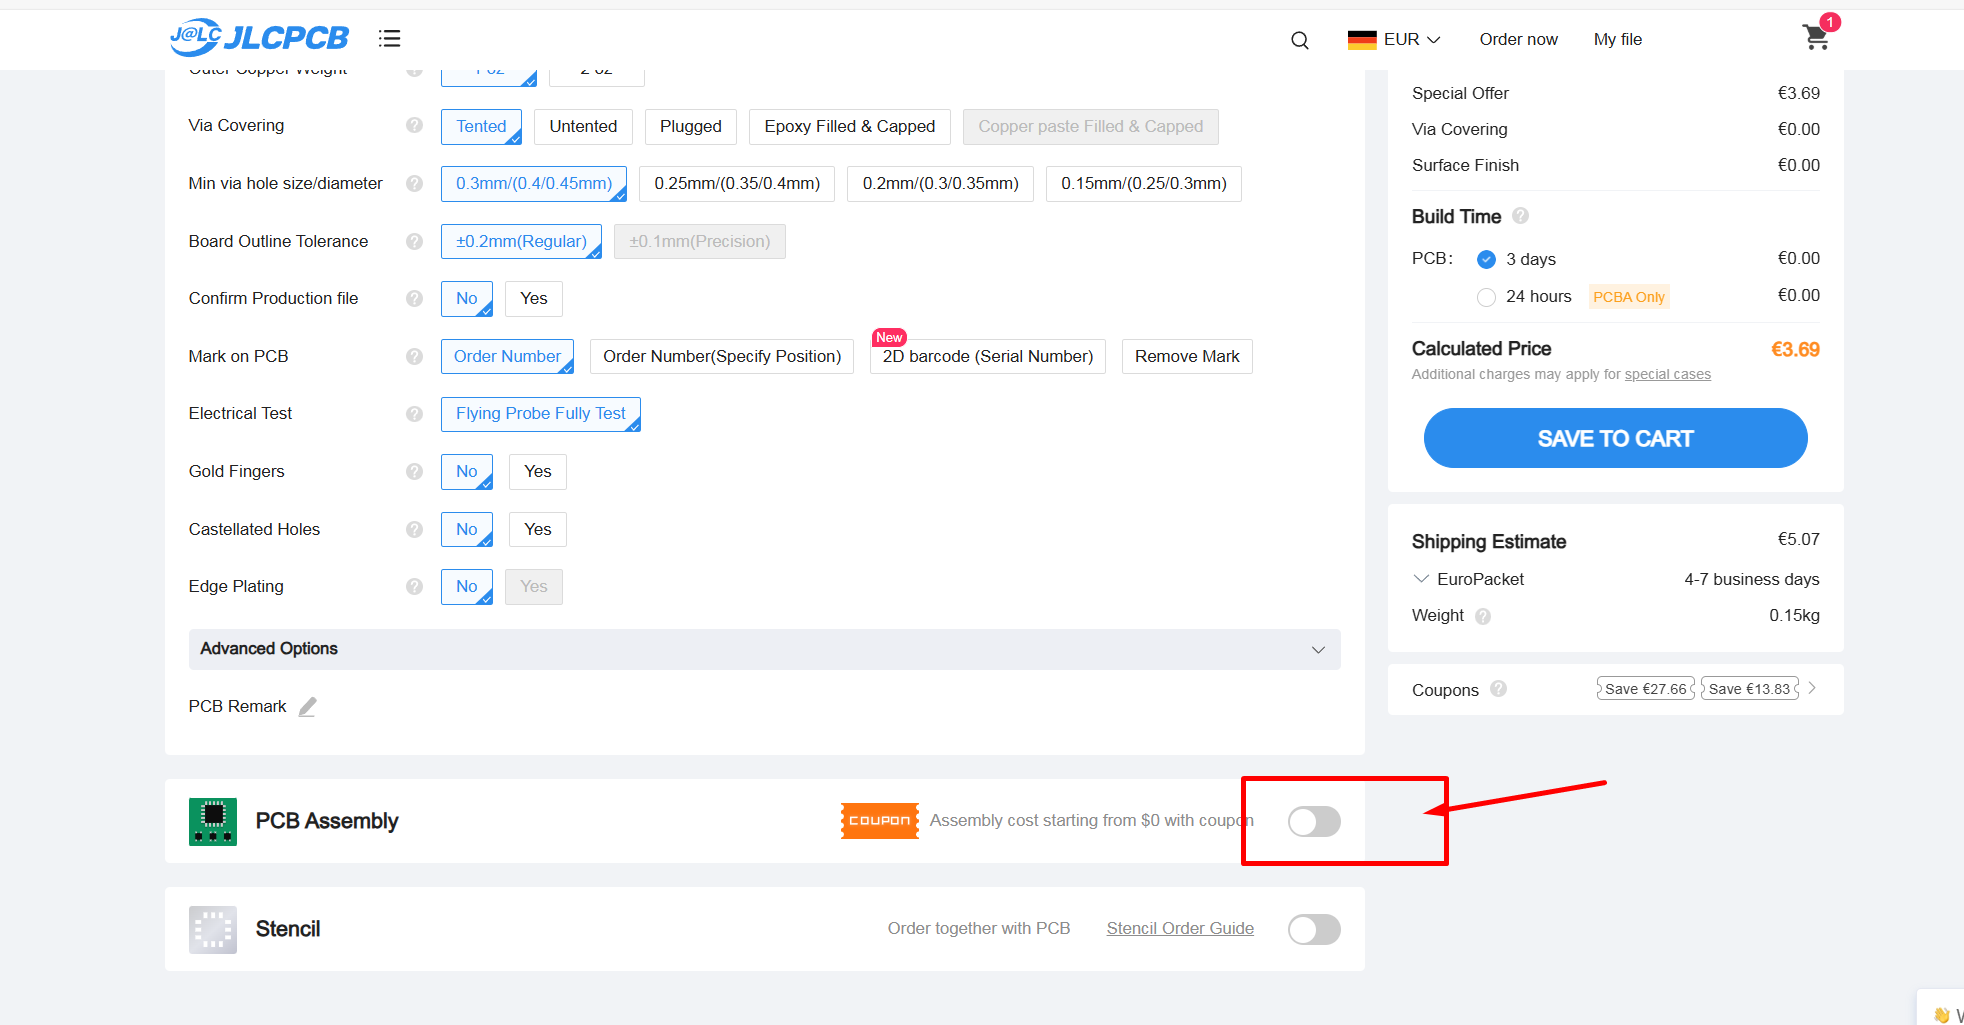 J@LC JLCPCB
EUR
Order now
My file
1
Outer Copper Weight
1 oz
2 oz
Via Covering
Tented
Untented
Plugged
Epoxy Filled & Capped
Copper paste Filled & Capped
Min via hole size/diameter
0.3mm/(0.4/0.45mm)
0.25mm/(0.35/0.4mm)
0.2mm/(0.3/0.35mm)
0.15mm/(0.25/0.3mm)
Board Outline Tolerance
±0.2mm(Regular)
±0.1mm(Precision)
Confirm Production file
No
Yes
Mark on PCB
Order Number
Order Number(Specify Position)
New
2D barcode (Serial Number)
Remove Mark
Electrical Test
Flying Probe Fully Test
Gold Fingers
No
Yes
Castellated Holes
No
Yes
Edge Plating
No
Yes
Advanced Options
PCB Remark
PCB Assembly
COUPON
Assembly cost starting from $0 with coupon
Stencil
Order together with PCB
Stencil Order Guide
Special Offer €3.69
Via Covering €0.00
Surface Finish €0.00
Build Time
PCB: 3 days €0.00
24 hours PCBA Only €0.00
Calculated Price €3.69
Additional charges may apply for special cases
SAVE TO CART
Shipping Estimate €5.07
EuroPacket 4-7 business days
Weight 0.15kg
Coupons Save €27.66 Save €13.83